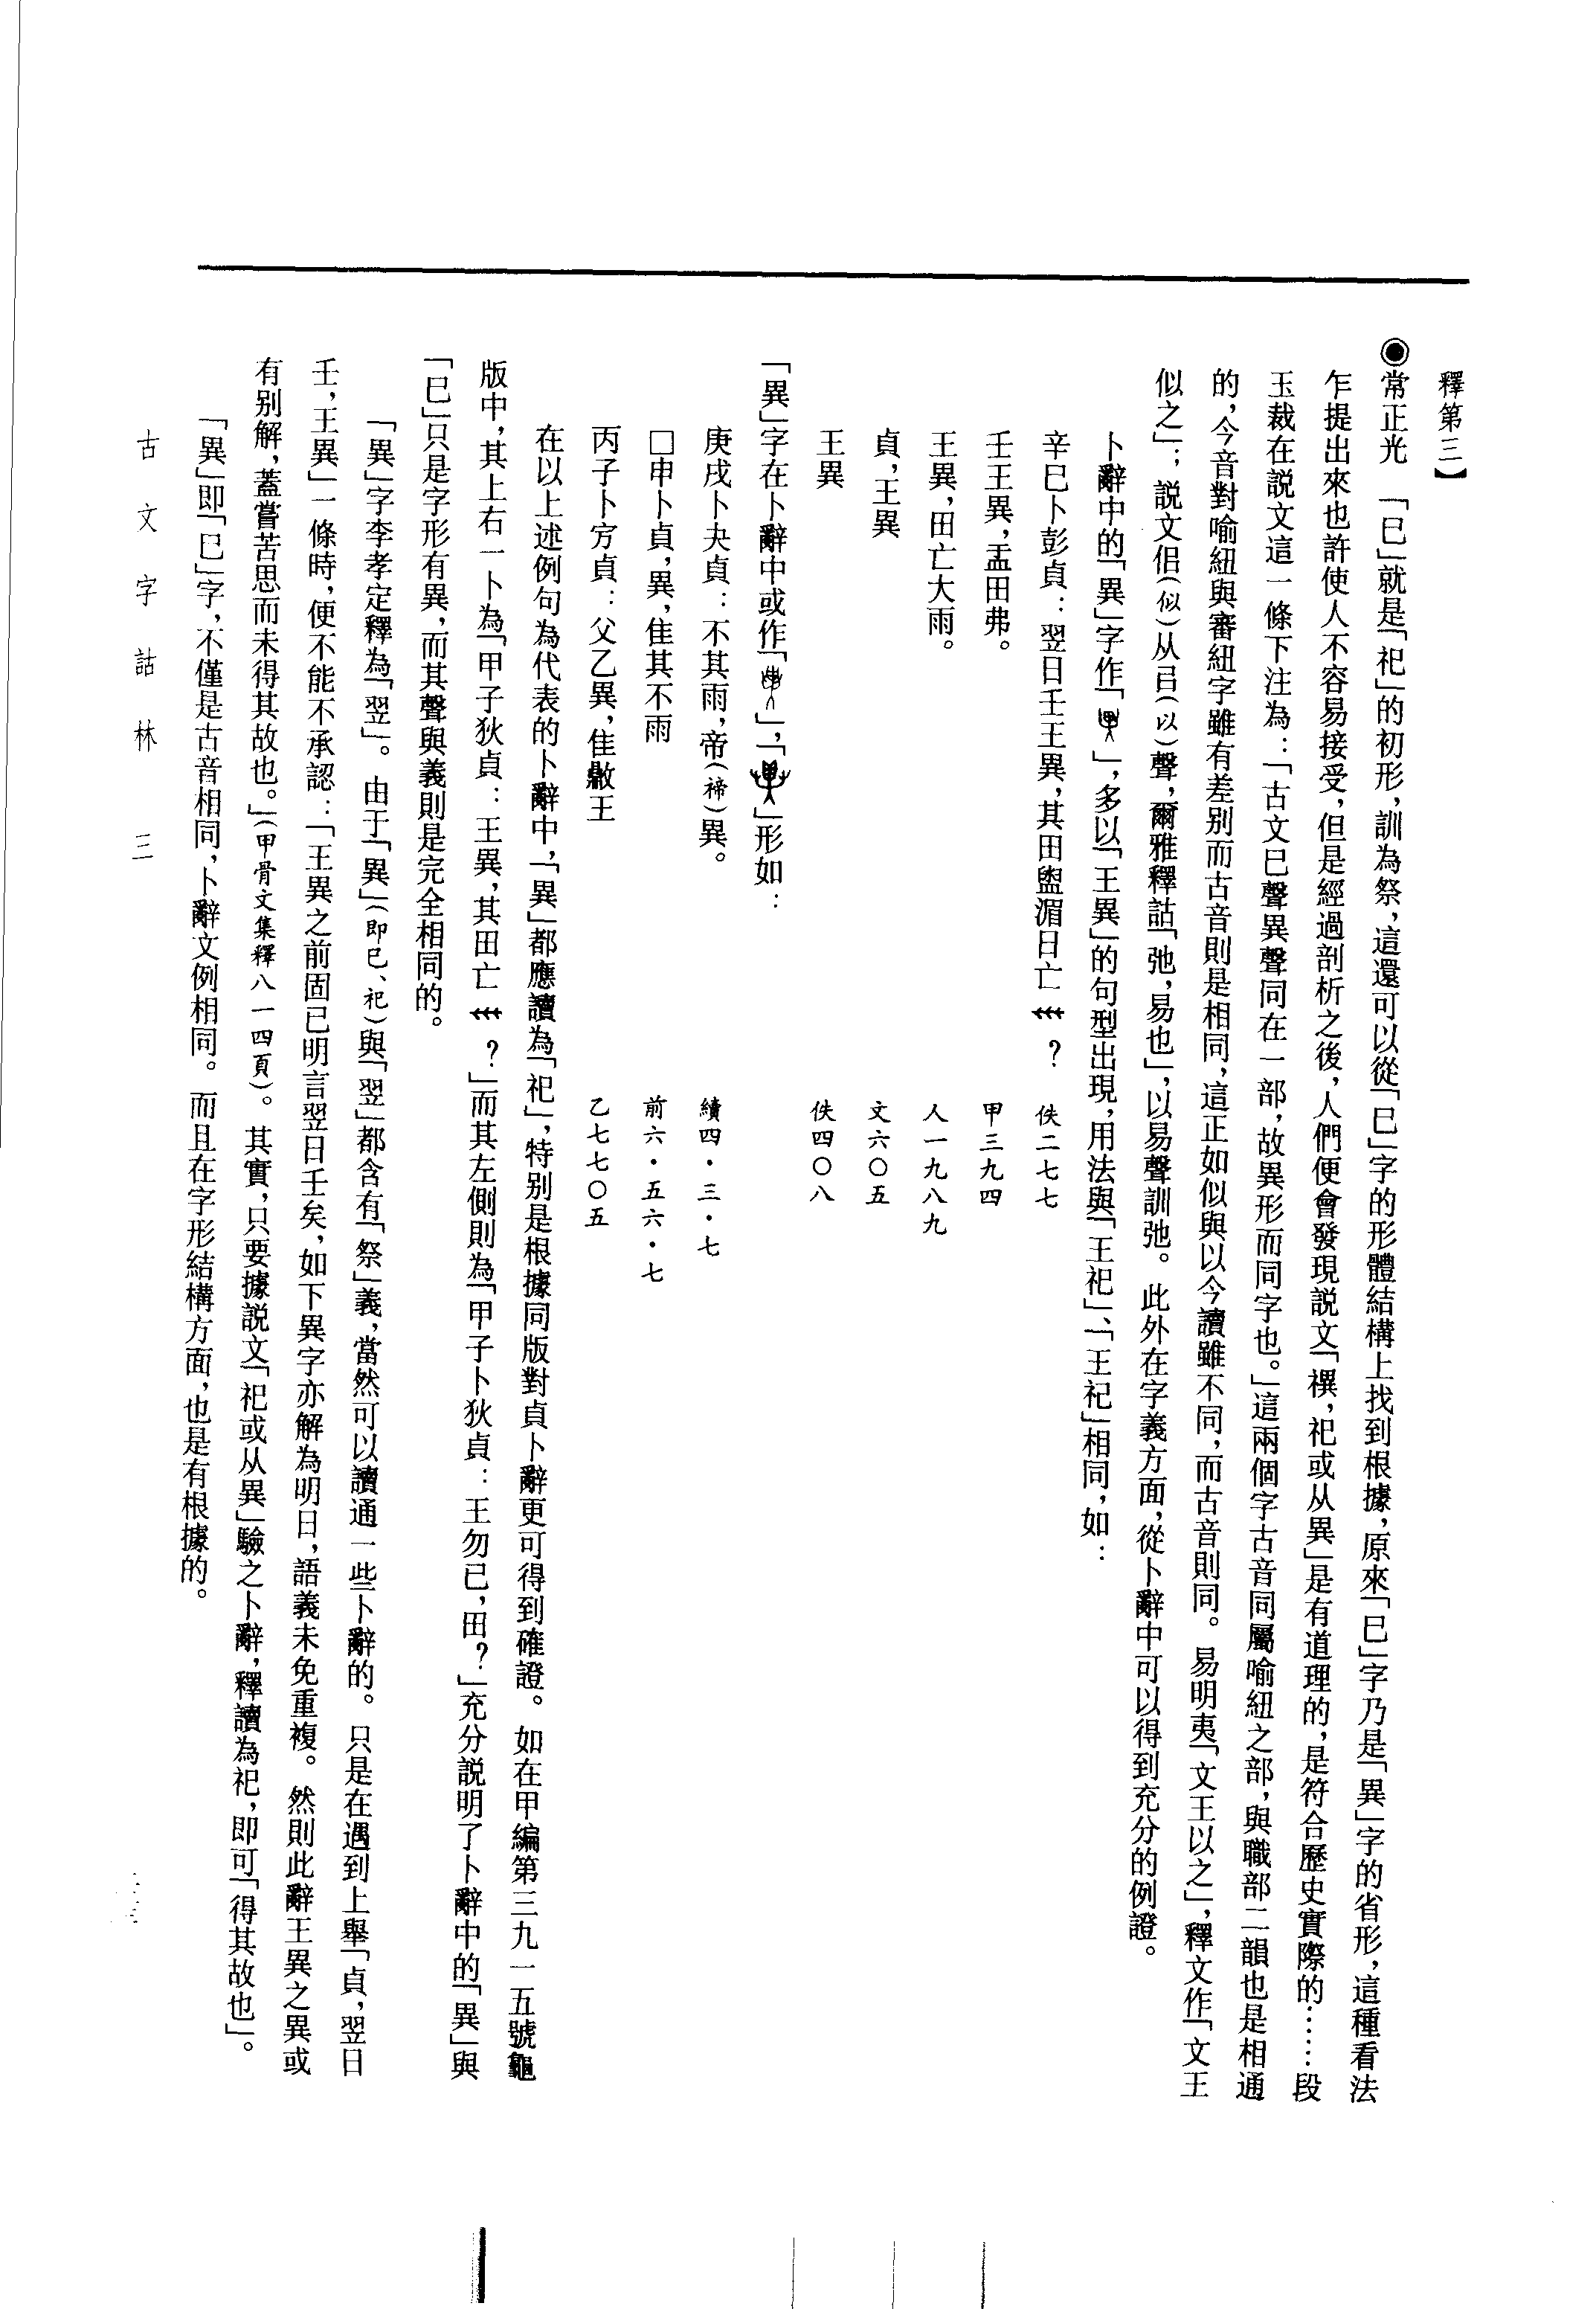 釋第三】
◉常正光　「巳」就是「祀」的初形，訓為祭，這還可以從「巳」字的形體結構上找到根據，原來「巳」字乃是「異」字的省形，這種看法
乍提出來也許使人不容易接受，但是經過剖析之後，人們便會發現說文「禩，祀或从異」是有道理的，是符合歷史實際的……段
玉裁在說文這一條下注為：「古文巳聲異聲同在一部，故異形而同字也。」這兩個字古音同屬喻紐之部，與職部二韻也是相通
的，今音對喻紐與審紐字雖有差別而古音則是相同，這正如似與以今讀雖不同，而古音則同。易明夷「文王以之」，釋文作「文王
似之」；說文佀（似）从㠯（以）聲，爾雅釋詁「弛，易也」，以易聲訓弛。此外在字義方面，從卜辭中可以得到充分的例證。
卜辭中的「異」字作「」，多以「王異」的句型出現，用法與「王祀」、「王祀」相同，如：
辛巳卜彭貞：翌日壬王異，其田盥湄日亡？　佚二七七
壬王異，盂田弗。　甲三九四
王異，田亡大雨。　人一九八九
貞，王異　文六〇五
王異　佚四〇八
「異」字在卜辭中或作「」，「」形如：
庚戌卜夬貞：不其雨，帝（禘）異。　續四·三·七
□申卜貞，異，隹其不雨　前六·五六·七
丙子卜㝑貞：父乙異，隹㪤王　乙七七〇五
在以上述例句為代表的卜辭中，「異」都應讀為「祀」，特別是根據同版對貞卜辭更可得到確證。如在甲編第三九一五號龜
版中，其上右一卜為「甲子狄貞：王異，其田亡？」而其左側則為「甲子卜狄貞：王勿巳，田？」充分說明了卜辭中的「異」與
「巳」只是字形有異，而其聲與義則是完全相同的。
「異」字李孝定釋為「翌」。由于「異」（即巳、祀）與「翌」都含有「祭」義，當然可以讀通一些卜辭的。只是在遇到上舉「貞，翌日
壬，王異」一條時，便不能不承認：「王異之前固已明言翌日壬矣，如下異字亦解為明日，語義未免重複。然則此辭王異之異或
有別解，蓋嘗苦思而未得其故也。」（甲骨文集釋八一四頁）。其實，只要據說文「祀或从異」驗之卜辭，釋讀為祀，即可「得其故也」。
「異」即「巳」字，不僅是古音相同，卜辭文例相同。而且在字形結構方面，也是有根據的。
古文字詁林　三